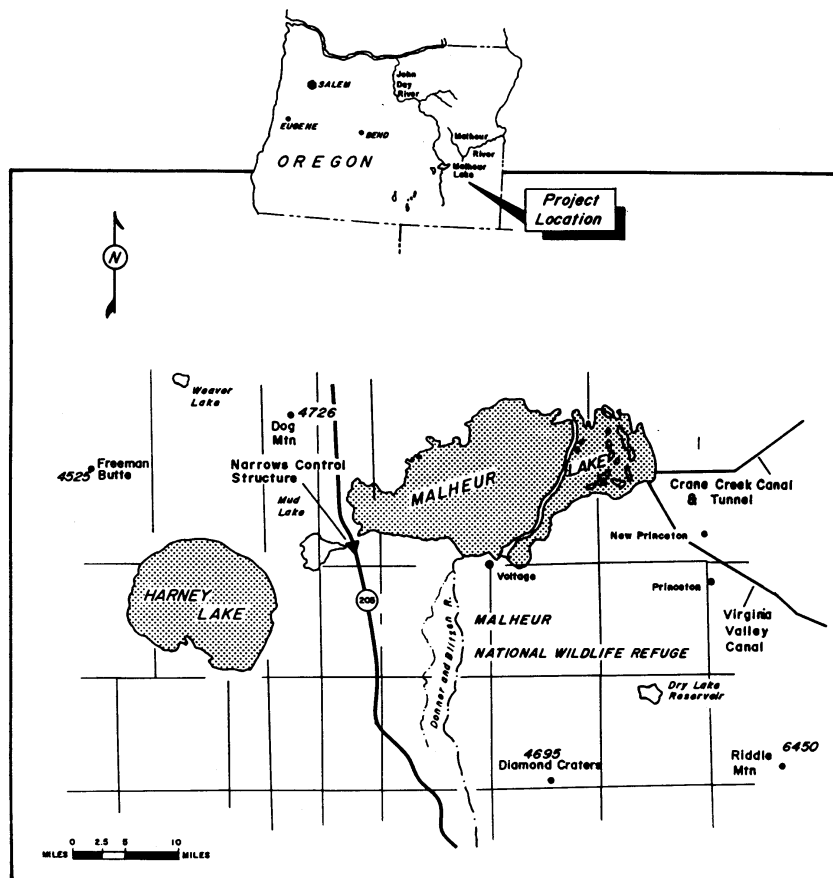 SALEM
John
Day
River
EUGENE
BEND
Malheur
River
OREGON
Malheur
Lake
Project
Location
N
Weaver
Lake
4726
Dog
Mtn
4525
Freeman
Butte
Narrows Control
Structure
Mud
Lake
MALHEUR
LAKE
Crane Creek Canal
& Tunnel
New Princeton
HARNEY
LAKE
Voltage
Princeton
205
MALHEUR
NATIONAL WILDLIFE REFUGE
Virginia
Valley
Canal
Donner and Blitzen R.
Dry Lake
Reservoir
4695
Diamond Craters
Riddle
Mtn
6450
0 2.5 5 10
MILES MILES